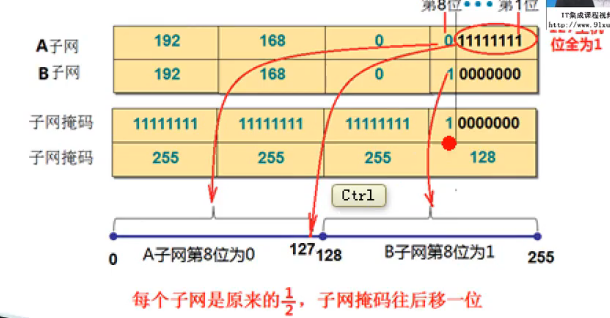 第8位 • • • 第1位
IT集成课程视频
http://www.91xu
位全为1
A子网 192 168 0 0 11111111
B子网 192 168 0 1 0000000
子网掩码 11111111 11111111 11111111 1 0000000
子网掩码 255 255 255 128
Ctrl
0 A子网第8位为0 127 128 B子网第8位为1 255
每个子网是原来的1/2，子网掩码往后移一位